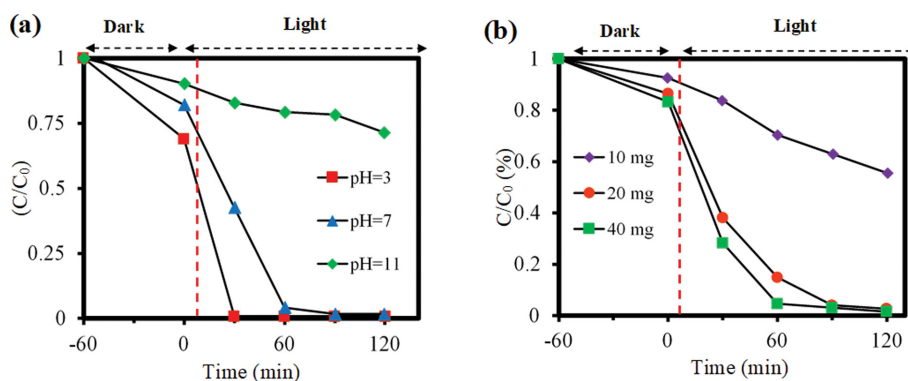 (a)
Dark
Light
1
0.75
0.5
0.25
0
(C/C0)
pH=3
pH=7
pH=11
-60
0
60
120
Time (min)
(b)
Dark
Light
1
0.8
0.6
0.4
0.2
0
C/C0 (%)
10 mg
20 mg
40 mg
-60
0
60
120
Time (min)